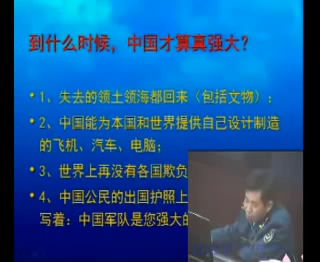 到什么时候，中国才算真强大？
• 1、失去的领土领海都回来（包括文物）；
• 2、中国能为本国和世界提供自己设计制造
的飞机、汽车、电脑；
• 3、世界上再没有各国欺负
• 4、中国公民的出国护照上
写着：中国军队是您强大的